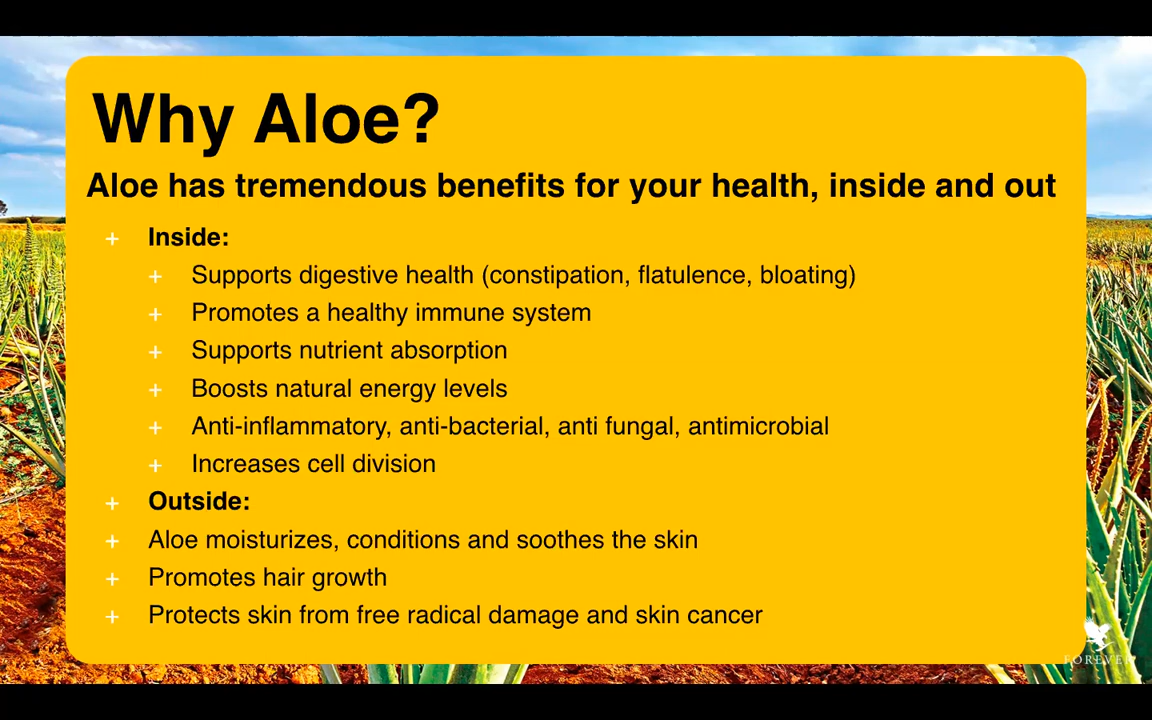 Why Aloe?
Aloe has tremendous benefits for your health, inside and out
+ Inside:
+ Supports digestive health (constipation, flatulence, bloating)
+ Promotes a healthy immune system
+ Supports nutrient absorption
+ Boosts natural energy levels
+ Anti-inflammatory, anti-bacterial, anti fungal, antimicrobial
+ Increases cell division
+ Outside:
+ Aloe moisturizes, conditions and soothes the skin
+ Promotes hair growth
+ Protects skin from free radical damage and skin cancer
FOREVER